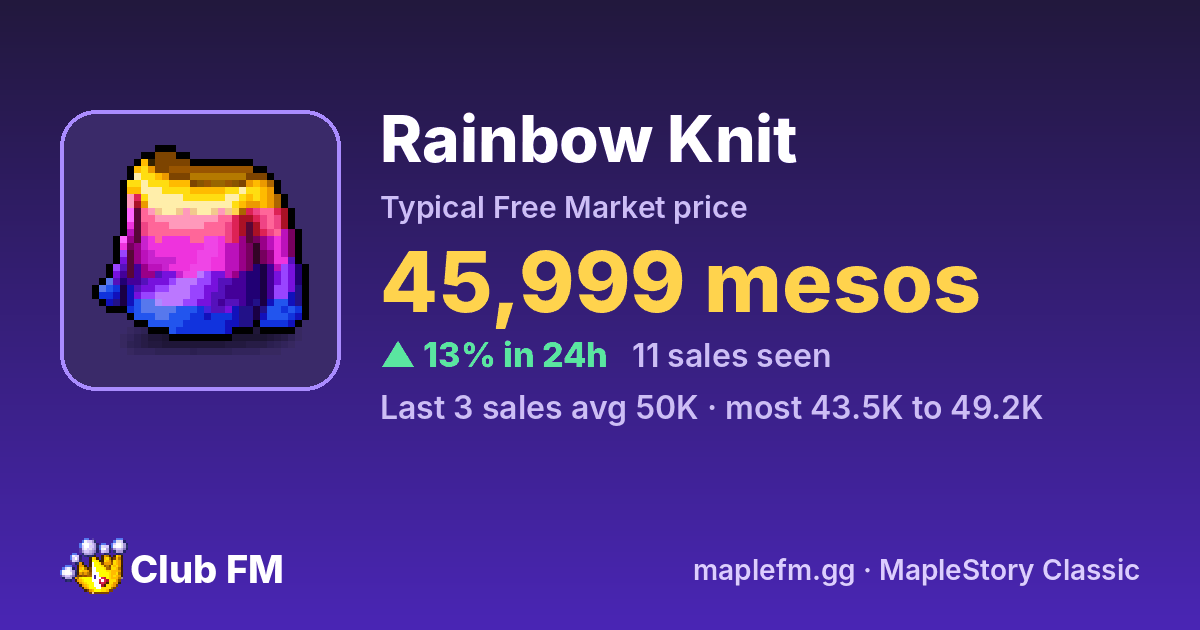 Rainbow Knit
Typical Free Market price
45,999 mesos
▲ 13% in 24h 11 sales seen
Last 3 sales avg 50K · most 43.5K to 49.2K
Club FM
maplefm.gg · MapleStory Classic